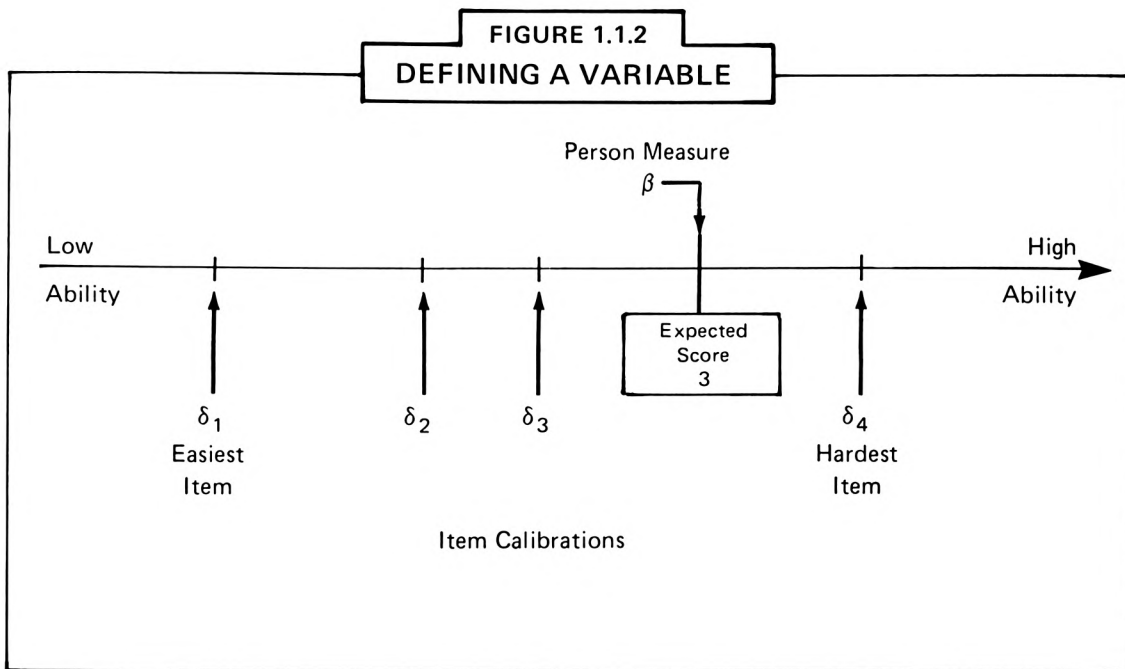 FIGURE 1.1.2
DEFINING A VARIABLE
Person Measure
β
Low
High
Ability
Ability
Expected
Score
3
δ1
δ2
δ3
δ4
Easiest
Hardest
Item
Item
Item Calibrations